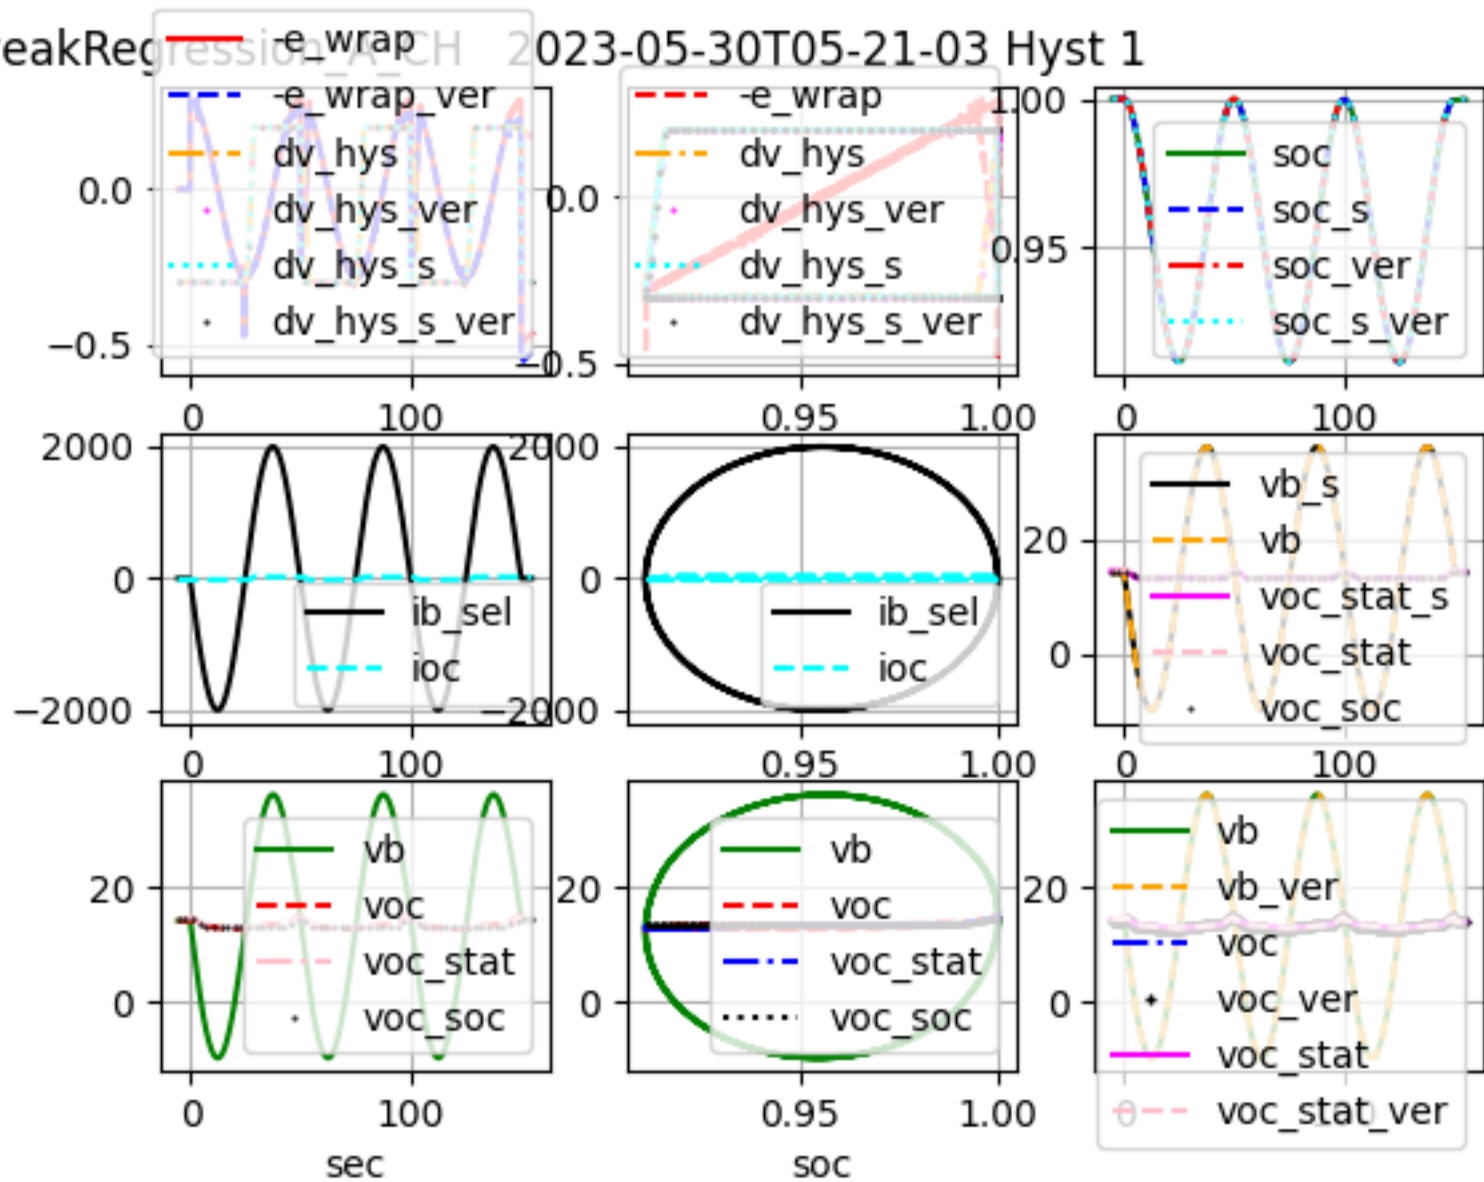 eakRegression_A_CH 2023-05-30T05-21-03 Hyst 1
-e_wrap
-e_wrap_ver
dv_hys
dv_hys_ver
dv_hys_s
dv_hys_s_ver
0.0
−0.5
0
100
-e_wrap
dv_hys
dv_hys_ver
dv_hys_s
dv_hys_s_ver
0.0
−0.5
0.95
1.00
soc
soc_s
soc_ver
soc_s_ver
1.00
0.95
0
100
2000
0
−2000
ib_sel
ioc
0
100
2000
0
−2000
ib_sel
ioc
0.95
1.00
20
0
vb_s
vb
voc_stat_s
voc_stat
voc_soc
0
100
20
0
vb
voc
voc_stat
voc_soc
0
100
sec
20
0
vb
voc
voc_stat
voc_soc
0.95
1.00
soc
20
0
vb
vb_ver
voc
voc_ver
voc_stat
voc_stat_ver
0